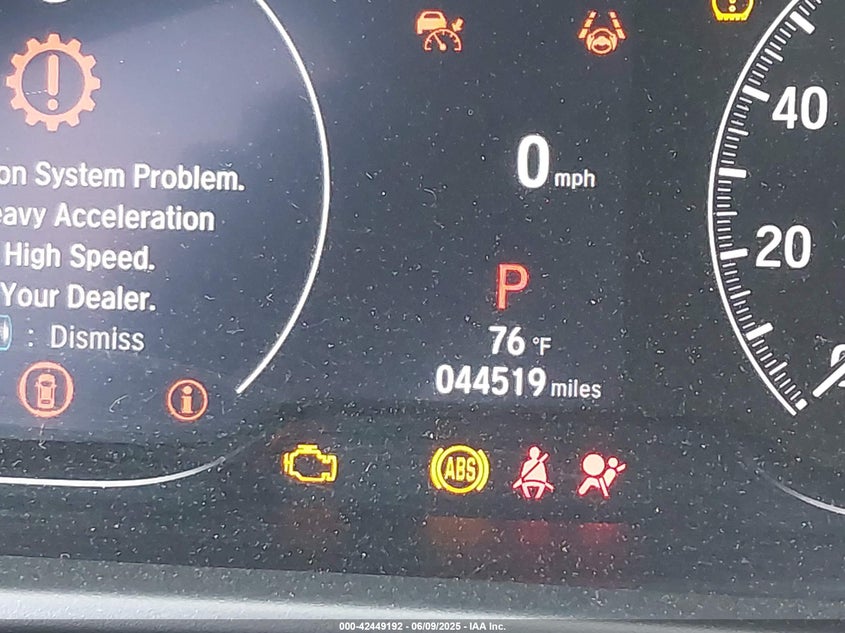 on System Problem.
eavy Acceleration
High Speed.
Your Dealer.
: Dismiss
0 mph
P
76 °F
044519 miles
ABS
40
20
000-42449192 - 06/09/2025 - IAA Inc.